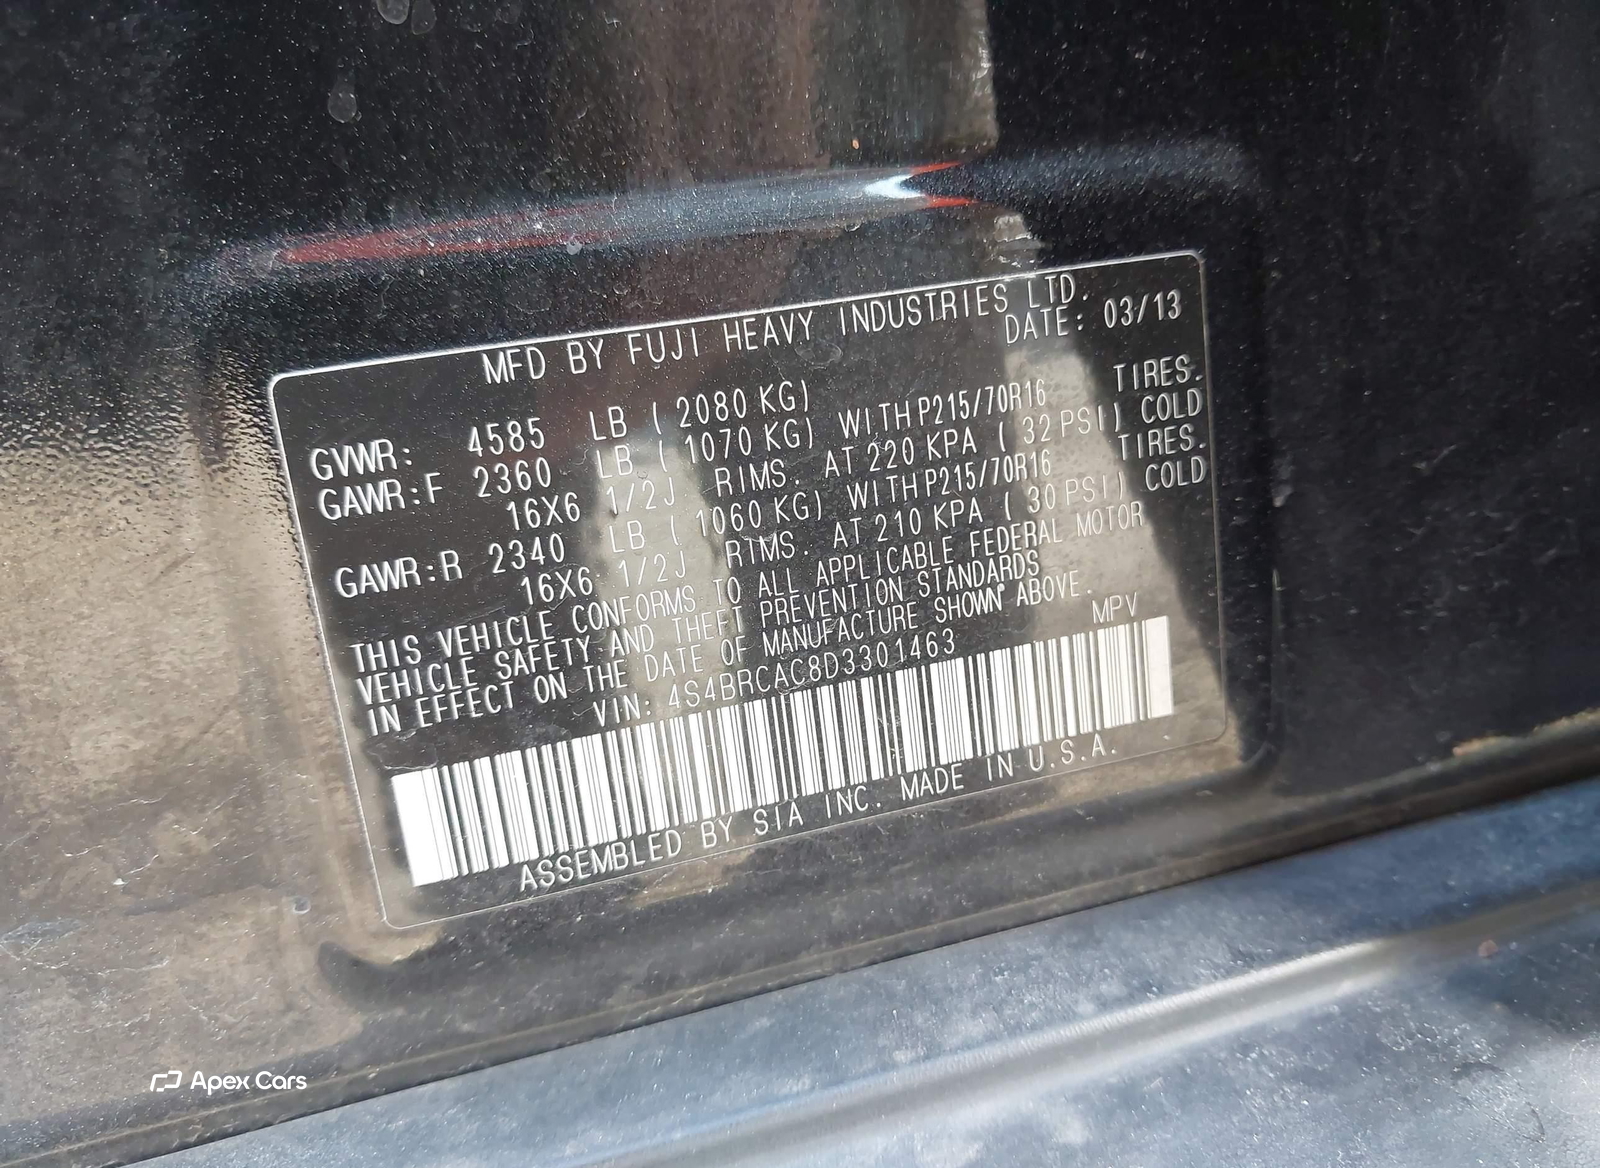 MFD BY FUJI HEAVY INDUSTRIES LTD.
DATE: 03/13
GVWR: 4585 LB ( 2080 KG) TIRES.
GAWR:F 2360 LB ( 1070 KG) WITH P215/70R16
16X6 1/2J RIMS. AT 220 KPA ( 32 PSI) COLD
TIRES.
GAWR:R 2340 LB ( 1060 KG) WITH P215/70R16
16X6 1/2J RIMS. AT 210 KPA ( 30 PSI) COLD
THIS VEHICLE CONFORMS TO ALL APPLICABLE FEDERAL MOTOR
VEHICLE SAFETY AND THEFT PREVENTION STANDARDS
IN EFFECT ON THE DATE OF MANUFACTURE SHOWN ABOVE.
VIN: 4S4BRCAC8D3301463 MPV
ASSEMBLED BY SIA INC. MADE IN U.S.A.
Apex Cars